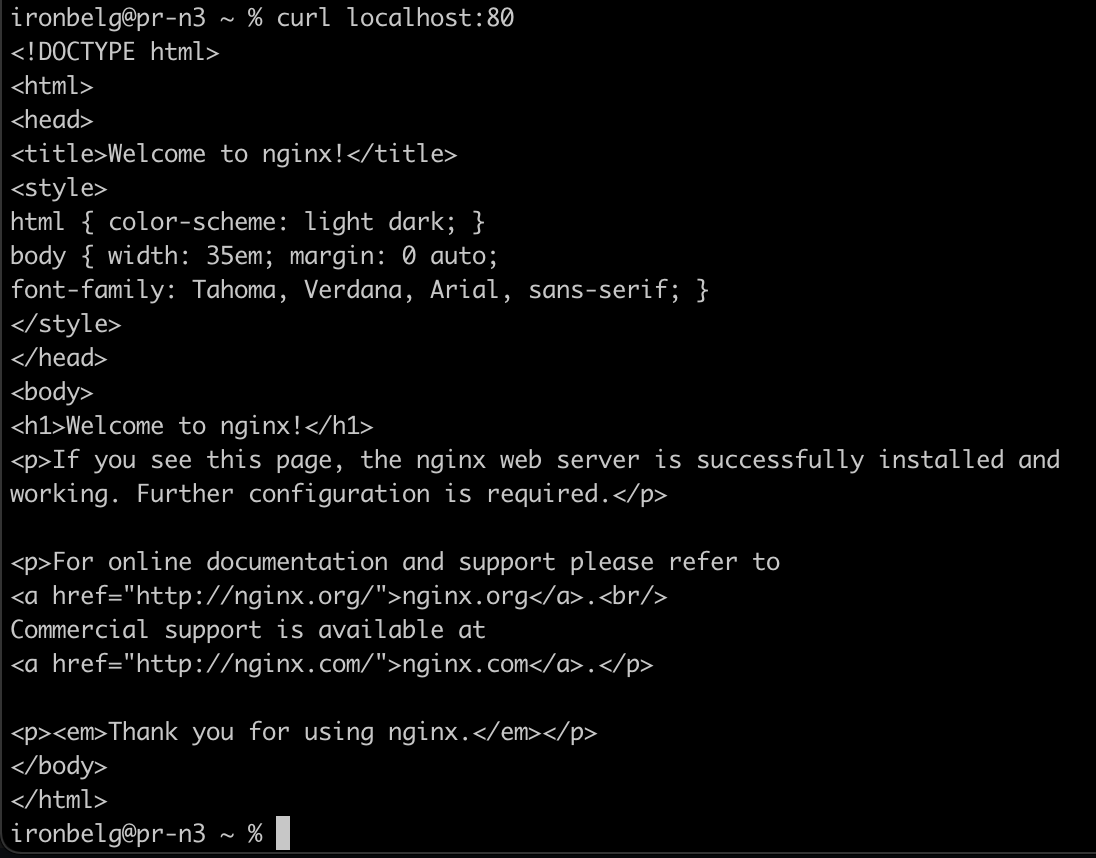 ironbelg@pr-n3 ~ % curl localhost:80
<!DOCTYPE html>
<html>
<head>
<title>Welcome to nginx!</title>
<style>
html { color-scheme: light dark; }
body { width: 35em; margin: 0 auto;
font-family: Tahoma, Verdana, Arial, sans-serif; }
</style>
</head>
<body>
<h1>Welcome to nginx!</h1>
<p>If you see this page, the nginx web server is successfully installed and
working. Further configuration is required.</p>

<p>For online documentation and support please refer to
<a href="http://nginx.org/">nginx.org</a>.<br/>
Commercial support is available at
<a href="http://nginx.com/">nginx.com</a>.</p>

<p><em>Thank you for using nginx.</em></p>
</body>
</html>
ironbelg@pr-n3 ~ %